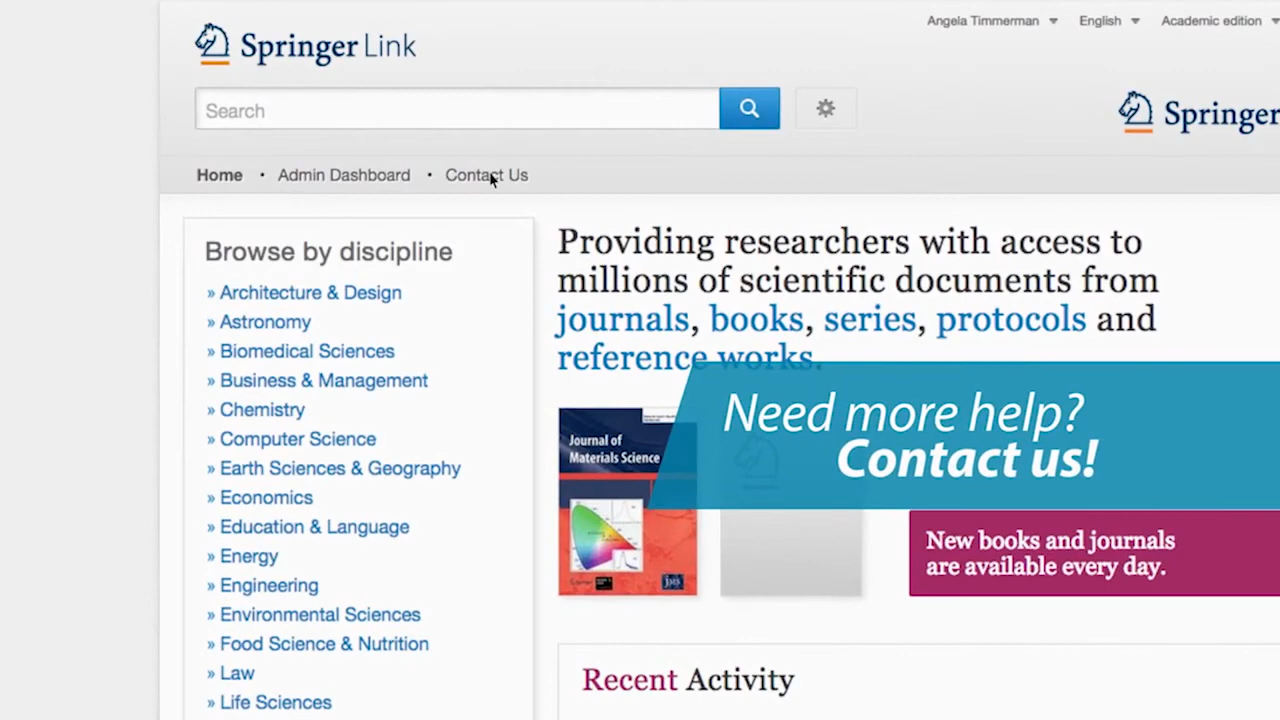 Angela Timmerman English Academic edition
Springer Link
Search
Springer
Home • Admin Dashboard • Contact Us
Browse by discipline
» Architecture & Design
» Astronomy
» Biomedical Sciences
» Business & Management
» Chemistry
» Computer Science
» Earth Sciences & Geography
» Economics
» Education & Language
» Energy
» Engineering
» Environmental Sciences
» Food Science & Nutrition
» Law
» Life Sciences
Providing researchers with access to
millions of scientific documents from
journals, books, series, protocols and
reference works.
Journal of
Materials Science
Need more help?
Contact us!
New books and journals
are available every day.
Recent Activity